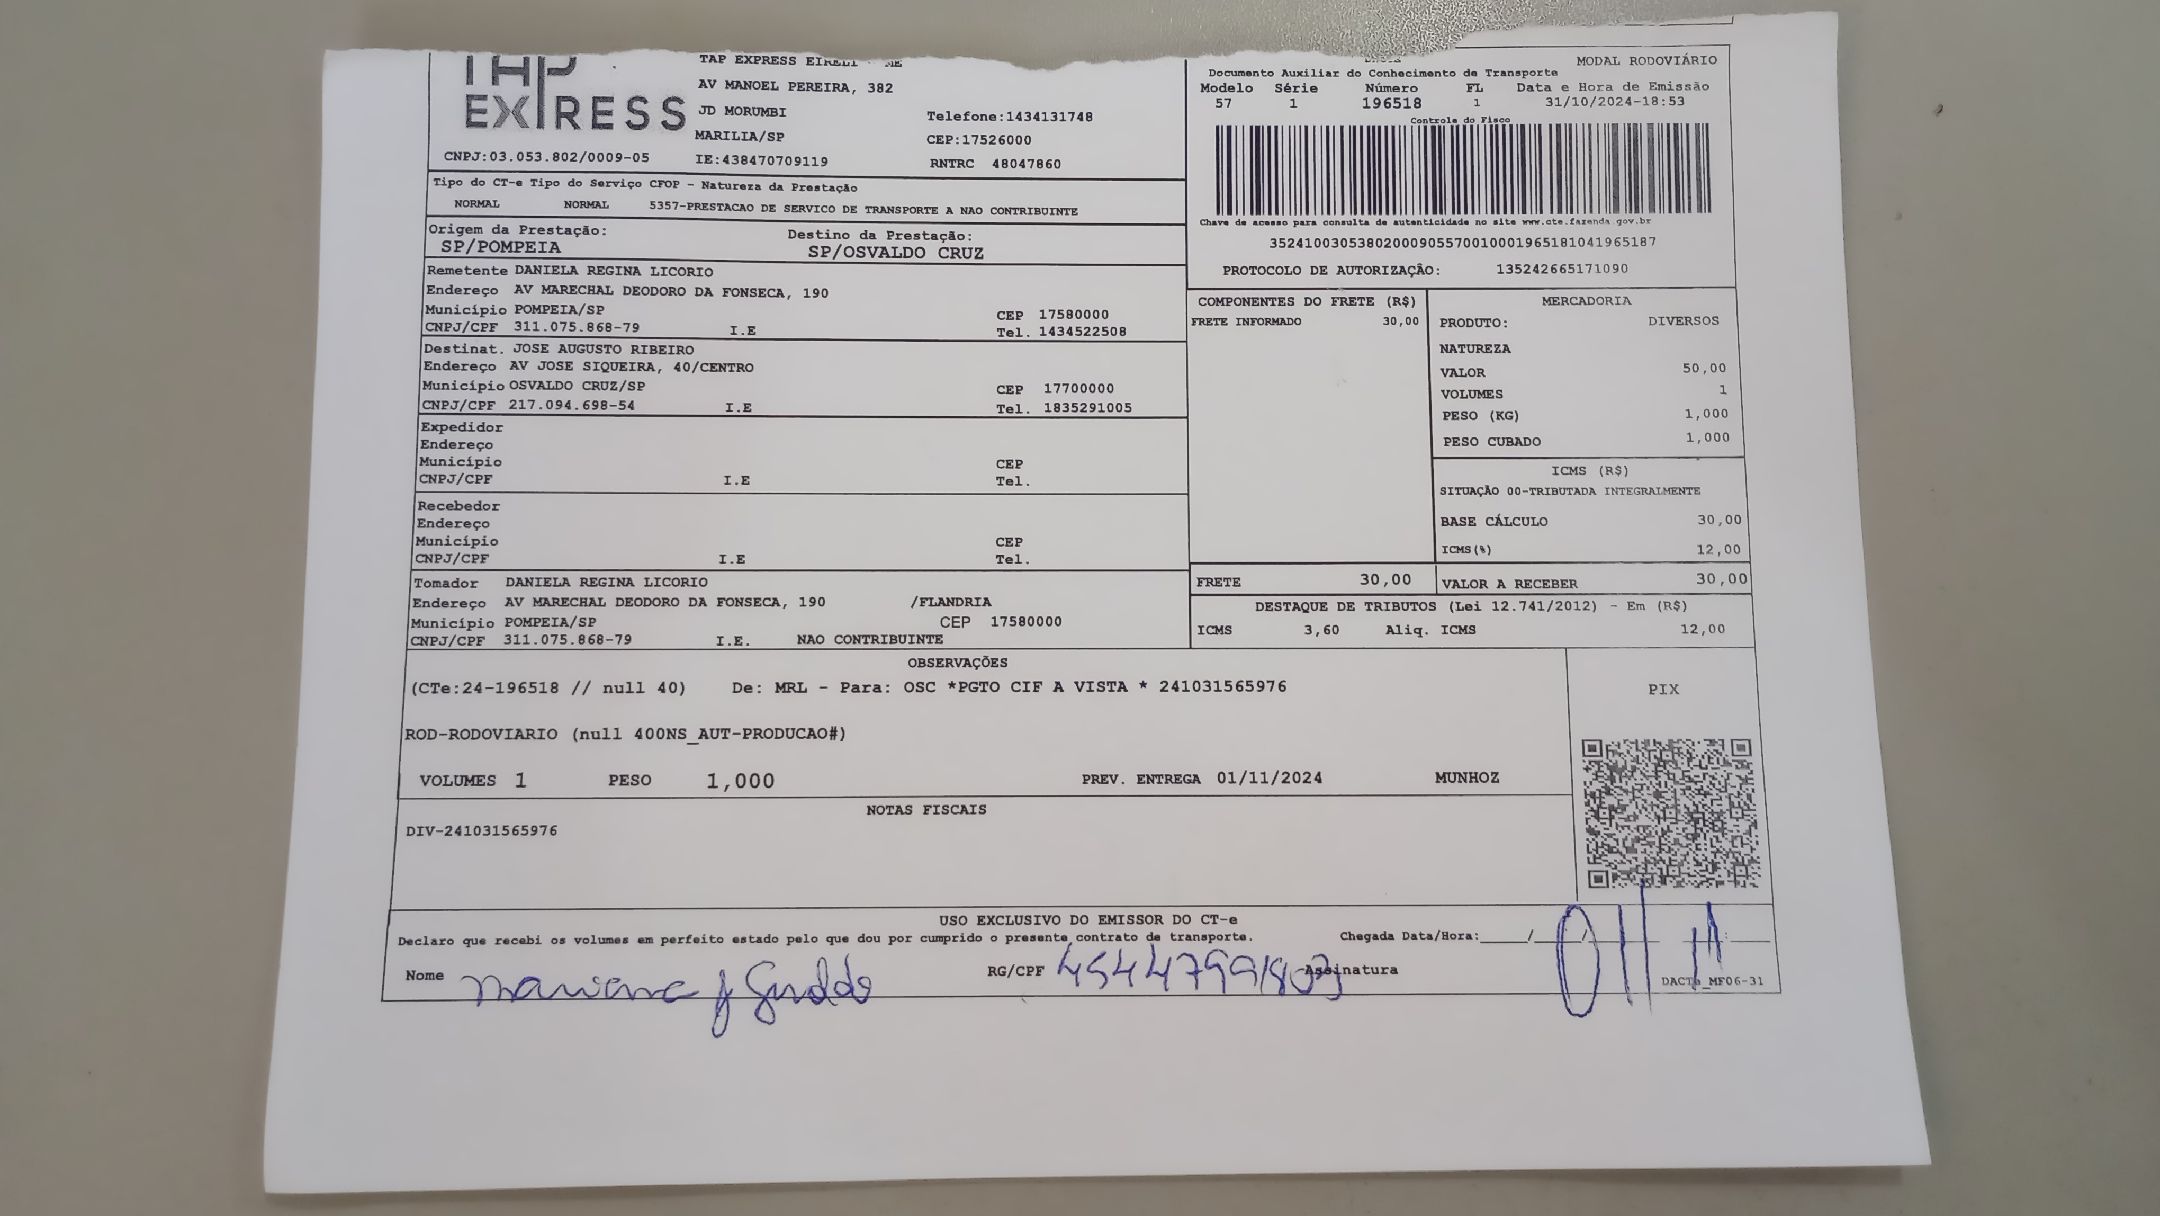 TAP
EXPRESS
CNPJ:03.053.802/0009-05
TAP EXPRESS EIRELI - ME
AV MANOEL PEREIRA, 382
JD MORUMBI
Telefone:1434131748
MARILIA/SP
CEP:17526000
IE:438470709119
RNTRC 48047860
MODAL RODOVIÁRIO
Documento Auxiliar do Conhecimento de Transporte
Modelo Série Número FL Data e Hora de Emissão
57 1 196518 1 31/10/2024-18:53
Controle do Fisco
Chave de acesso para consulta de autenticidade no site www.cte.fazenda.gov.br
35241003053802000905570010001965181041965187
PROTOCOLO DE AUTORIZAÇÃO: 135242665171090
Tipo do CT-e Tipo do Serviço CFOP - Natureza da Prestação
NORMAL NORMAL 5357-PRESTACAO DE SERVICO DE TRANSPORTE A NAO CONTRIBUINTE
Origem da Prestação: Destino da Prestação:
SP/POMPEIA SP/OSVALDO CRUZ
Remetente DANIELA REGINA LICORIO
Endereço AV MARECHAL DEODORO DA FONSECA, 190
Município POMPEIA/SP CEP 17580000
CNPJ/CPF 311.075.868-79 I.E Tel. 1434522508
Destinat. JOSE AUGUSTO RIBEIRO
Endereço AV JOSE SIQUEIRA, 40/CENTRO
Município OSVALDO CRUZ/SP CEP 17700000
CNPJ/CPF 217.094.698-54 I.E Tel. 1835291005
Expedidor
Endereço
Município CEP
CNPJ/CPF I.E Tel.
Recebedor
Endereço
Município CEP
CNPJ/CPF I.E Tel.
Tomador DANIELA REGINA LICORIO
Endereço AV MARECHAL DEODORO DA FONSECA, 190 /FLANDRIA
Município POMPEIA/SP CEP 17580000
CNPJ/CPF 311.075.868-79 I.E. NAO CONTRIBUINTE
COMPONENTES DO FRETE (R$)
FRETE INFORMADO 30,00
MERCADORIA
PRODUTO: DIVERSOS
NATUREZA
VALOR 50,00
VOLUMES 1
PESO (KG) 1,000
PESO CUBADO 1,000
ICMS (R$)
SITUAÇÃO 00-TRIBUTADA INTEGRALMENTE
BASE CÁLCULO 30,00
ICMS(%) 12,00
FRETE 30,00 VALOR A RECEBER 30,00
DESTAQUE DE TRIBUTOS (Lei 12.741/2012) - Em (R$)
ICMS 3,60 Aliq. ICMS 12,00
OBSERVAÇÕES
(CTe:24-196518 // null 40) De: MRL - Para: OSC *PGTO CIF A VISTA * 241031565976
ROD-RODOVIARIO (null 400NS_AUT-PRODUCAO#)
VOLUMES 1 PESO 1,000 PREV. ENTREGA 01/11/2024 MUNHOZ
PIX
NOTAS FISCAIS
DIV-241031565976
USO EXCLUSIVO DO EMISSOR DO CT-e
Declaro que recebi os volumes em perfeito estado pelo que dou por cumprido o presente contrato de transporte. Chegada Data/Hora:
Nome Mariana RG/CPF 45447991803 Assinatura 01/11
DACTe_MF06-31